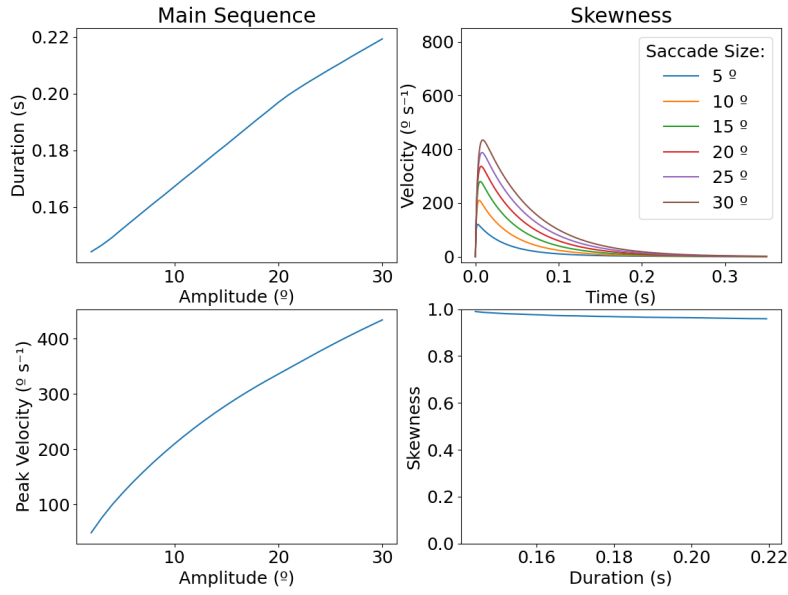 Main Sequence
0.22
0.20
0.18
0.16
Duration (s)
10
20
30
Amplitude (º)
Skewness
800
600
400
200
0
Velocity (º s⁻¹)
Saccade Size:
5 º
10 º
15 º
20 º
25 º
30 º
0.0
0.1
0.2
0.3
Time (s)
400
300
200
100
Peak Velocity (º s⁻¹)
10
20
30
Amplitude (º)
1.0
0.8
0.6
0.4
0.2
0.0
Skewness
0.16
0.18
0.20
0.22
Duration (s)